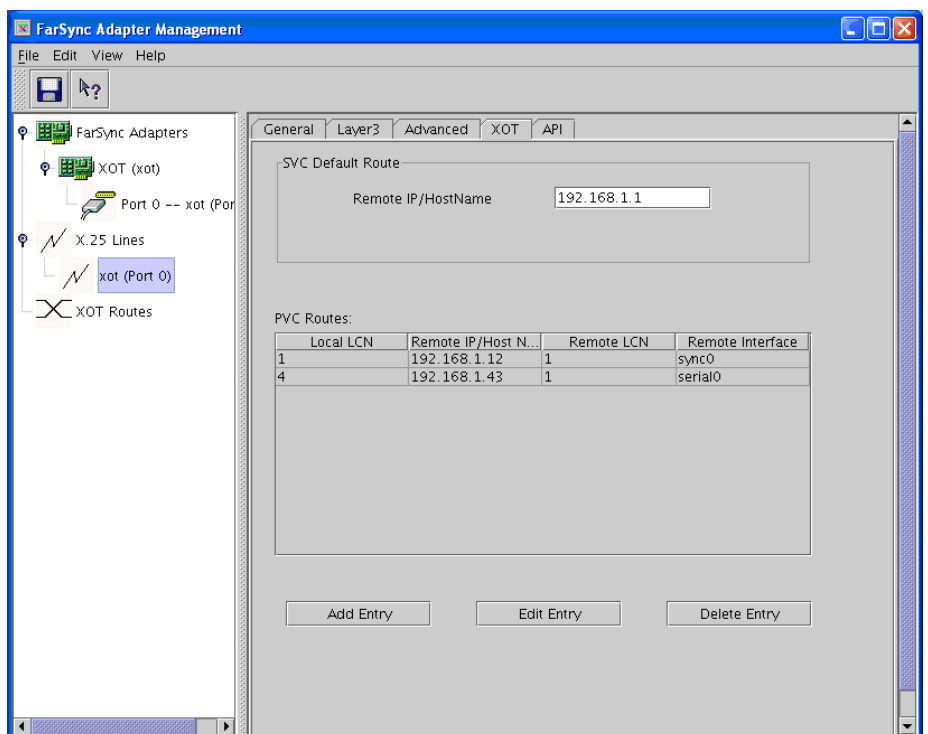 FarSync Adapter Management
File Edit View Help
FarSync Adapters
XOT (xot)
Port 0 -- xot (Por
X.25 Lines
xot (Port 0)
XOT Routes
General Layer3 Advanced XOT API
SVC Default Route
Remote IP/HostName 192.168.1.1
PVC Routes:
Local LCN Remote IP/Host N... Remote LCN Remote Interface
1 192.168.1.12 1 sync0
4 192.168.1.43 1 serial0
Add Entry Edit Entry Delete Entry